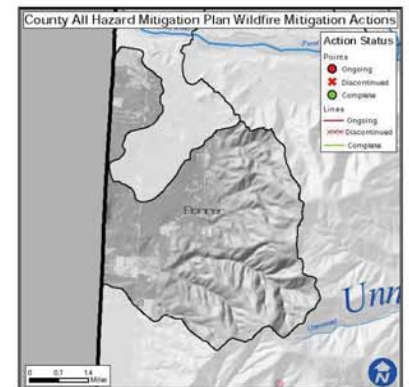 County All Hazard Mitigation Plan Wildfire Mitigation Actions
Action Status
Points
Ongoing
Discontinued
Complete
Lines
Ongoing
Discontinued
Complete
Bonner
Unn
0 0.7 1.4
Miles
N